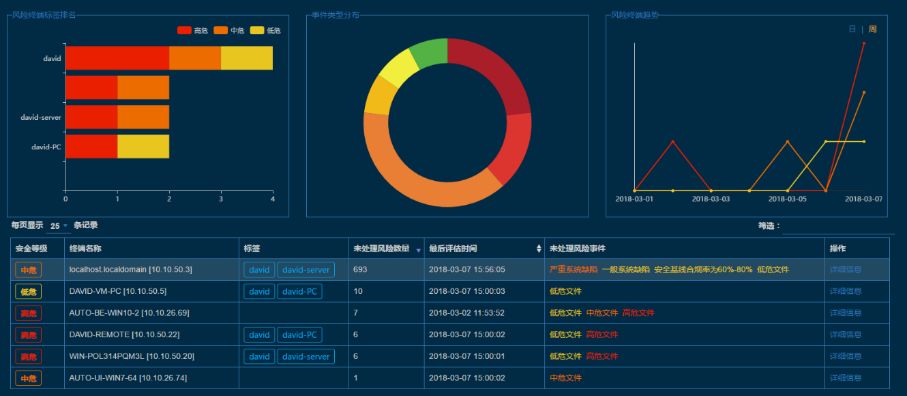 风险终端标签排名
高危 中危 低危
david
david-server
david-PC
0 1 2 3 4
事件类型分布
风险终端趋势
日 | 周
2018-03-01 2018-03-03 2018-03-05 2018-03-07
每页显示 25 条记录
筛选：
安全等级 终端名称 标签 未处理风险数量 最后评估时间 未处理风险事件 操作
中危 localhost.localdomain [10.10.50.3] david david-server 693 2018-03-07 15:56:05 严重系统缺陷 一般系统缺陷 安全基线合规率为60%-80% 低危文件 详细信息
低危 DAVID-VM-PC [10.10.50.5] david david-PC 10 2018-03-07 15:00:03 低危文件 详细信息
高危 AUTO-BE-WIN10-2 [10.10.26.69] 7 2018-03-02 11:53:52 低危文件 中危文件 高危文件 详细信息
高危 DAVID-REMOTE [10.10.50.22] david david-PC 6 2018-03-07 15:00:02 低危文件 高危文件 详细信息
高危 WIN-POL314PQM3L [10.10.50.20] david david-server 6 2018-03-07 15:00:01 低危文件 高危文件 详细信息
中危 AUTO-UI-WIN7-64 [10.10.26.74] 1 2018-03-07 15:00:02 中危文件 详细信息